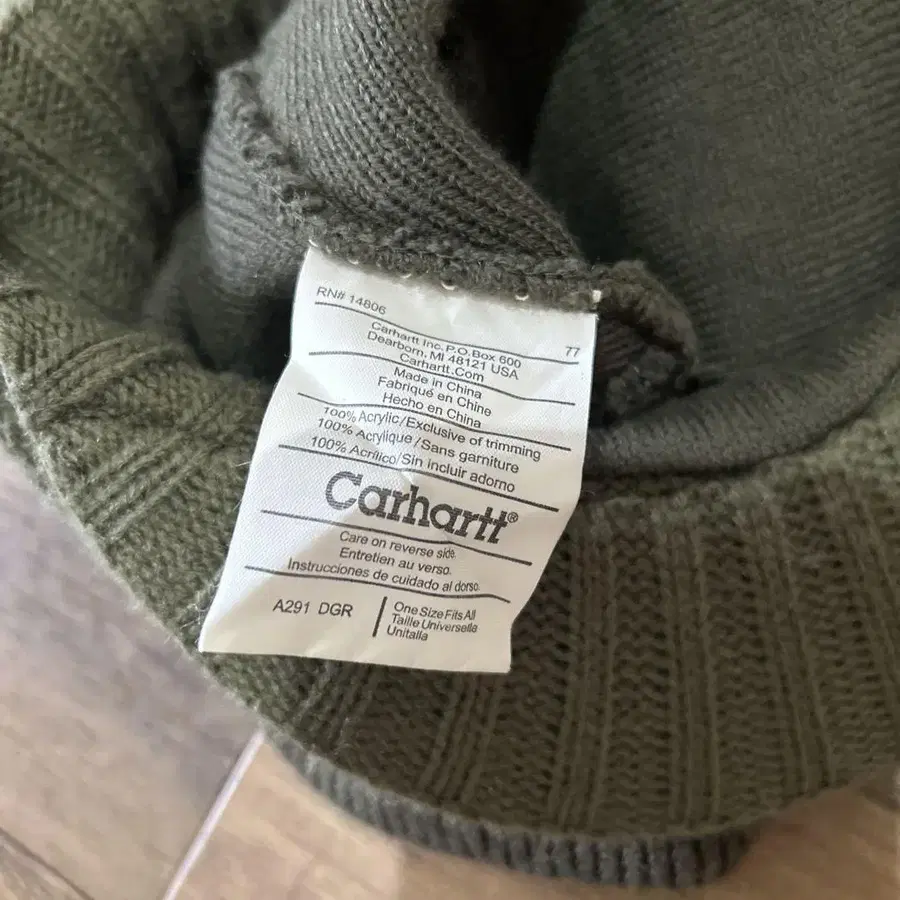 RN# 14806
77
Carhartt Inc. P.O. Box 600
Dearborn, MI 48121 USA
Carhartt.Com
Made in China
Fabriqué en Chine
Hecho en China
100% Acrylic/Exclusive of trimming
100% Acrylique/Sans garniture
100% Acrílico/Sin incluir adorno
Carhartt®
Care on reverse side.
Entretien au verso.
Instrucciones de cuidado al dorso.
A291 DGR
One Size Fits All
Taille Universelle
Unitalla